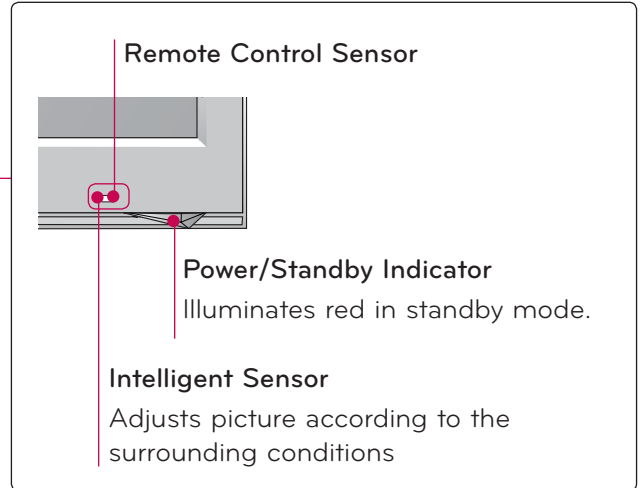 Remote Control Sensor
Power/Standby Indicator
Illuminates red in standby mode.
Intelligent Sensor
Adjusts picture according to the
surrounding conditions